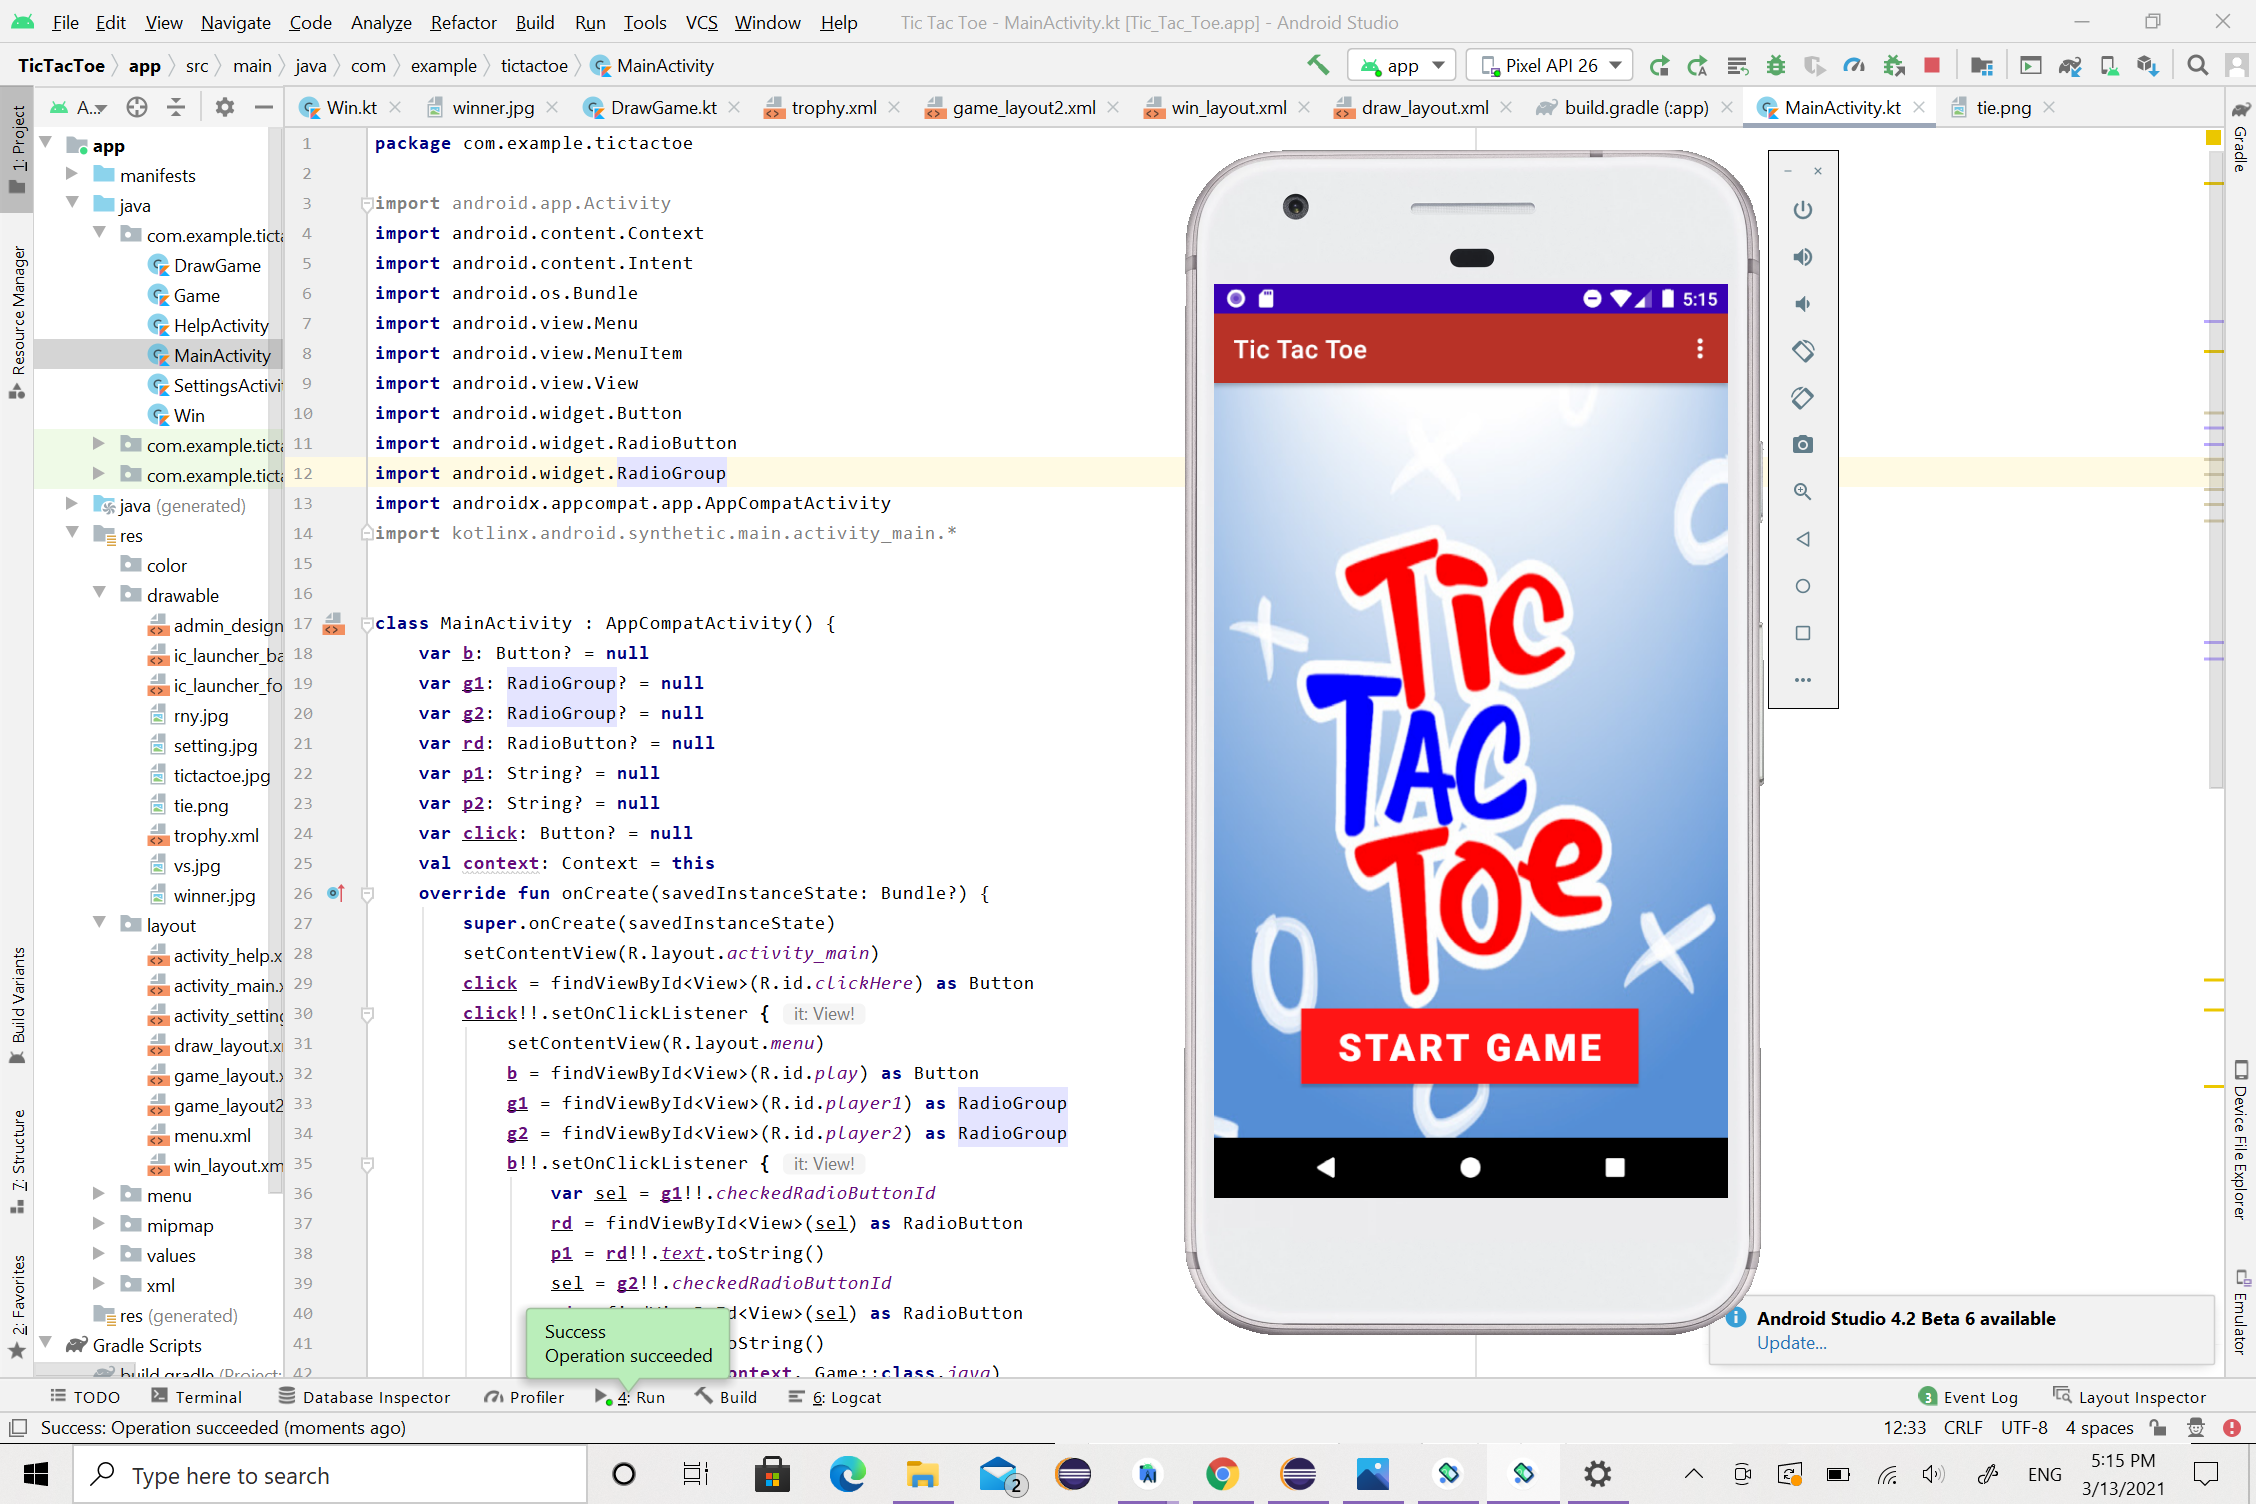 File Edit View Navigate Code Analyze Refactor Build Run Tools VCS Window Help Tic Tac Toe - MainActivity.kt [Tic_Tac_Toe.app] - Android Studio
TicTacToe app src main java com example tictactoe MainActivity app Pixel API 26
A... Win.kt winner.jpg DrawGame.kt trophy.xml game_layout2.xml win_layout.xml draw_layout.xml build.gradle (:app) MainActivity.kt tie.png
1: Project
Resource Manager
Build Variants
7: Structure
2: Favorites
app
manifests
java
com.example.ticta
DrawGame
Game
HelpActivity
MainActivity
SettingsActivi
Win
com.example.ticta
com.example.ticta
java (generated)
res
color
drawable
admin_design
ic_launcher_ba
ic_launcher_fo
rny.jpg
setting.jpg
tictactoe.jpg
tie.png
trophy.xml
vs.jpg
winner.jpg
layout
activity_help.x
activity_main.x
activity_setting
draw_layout.x
game_layout.x
game_layout2
menu.xml
win_layout.xm
menu
mipmap
values
xml
res (generated)
Gradle Scripts
build.gradle (Project:
1 package com.example.tictactoe
2
3 import android.app.Activity
4 import android.content.Context
5 import android.content.Intent
6 import android.os.Bundle
7 import android.view.Menu
8 import android.view.MenuItem
9 import android.view.View
10 import android.widget.Button
11 import android.widget.RadioButton
12 import android.widget.RadioGroup
13 import androidx.appcompat.app.AppCompatActivity
14 import kotlinx.android.synthetic.main.activity_main.*
15
16
17 class MainActivity : AppCompatActivity() {
18 var b: Button? = null
19 var g1: RadioGroup? = null
20 var g2: RadioGroup? = null
21 var rd: RadioButton? = null
22 var p1: String? = null
23 var p2: String? = null
24 var click: Button? = null
25 val context: Context = this
26 override fun onCreate(savedInstanceState: Bundle?) {
27 super.onCreate(savedInstanceState)
28 setContentView(R.layout.activity_main)
29 click = findViewById<View>(R.id.clickHere) as Button
30 click!!.setOnClickListener { it: View!
31 setContentView(R.layout.menu)
32 b = findViewById<View>(R.id.play) as Button
33 g1 = findViewById<View>(R.id.player1) as RadioGroup
34 g2 = findViewById<View>(R.id.player2) as RadioGroup
35 b!!.setOnClickListener { it: View!
36 var sel = g1!!.checkedRadioButtonId
37 rd = findViewById<View>(sel) as RadioButton
38 p1 = rd!!.text.toString()
39 sel = g2!!.checkedRadioButtonId
40 (sel) as RadioButton
41 oString()
42 ontext, Game::class.java)
Success
Operation succeeded
5:15
Tic Tac Toe
Tic
TAC
Toe
START GAME
Gradle
Device File Explorer
Emulator
Android Studio 4.2 Beta 6 available
Update...
TODO Terminal Database Inspector Profiler 4: Run Build 6: Logcat 3 Event Log Layout Inspector
Success: Operation succeeded (moments ago) 12:33 CRLF UTF-8 4 spaces
Type here to search 2 ENG 5:15 PM
3/13/2021